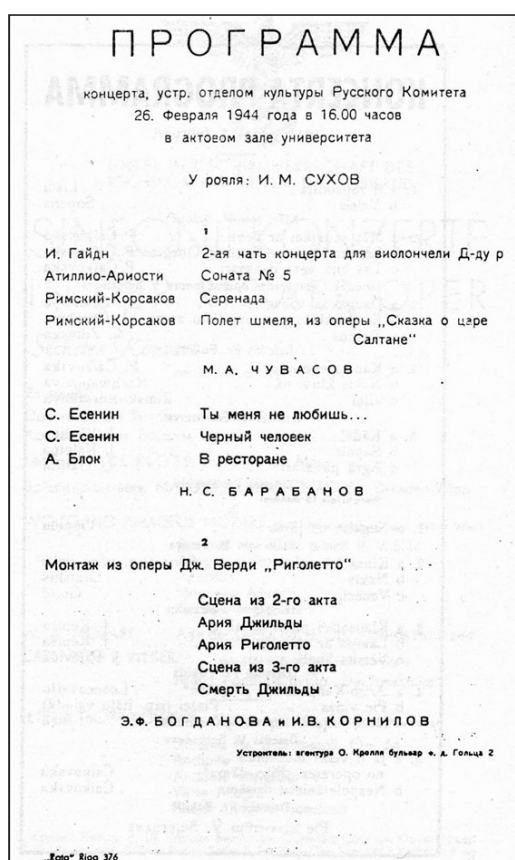 ПРОГРАММА
концерта, устр. отделом культуры Русского Комитета
26. Февраля 1944 года в 16.00 часов
в актовом зале университета
У рояля: И. М. СУХОВ
1
И. Гайдн 2-ая чать концерта для виолончели Д-ду р
Атиллио-Ариости Соната № 5
Римский-Корсаков Серенада
Римский-Корсаков Полет шмеля, из оперы „Сказка о царе
Салтане"
М. А. ЧУВАСОВ
С. Есенин Ты меня не любишь...
С. Есенин Черный человек
А. Блок В ресторане
Н. С. БАРАБАНОВ
2
Монтаж из оперы Дж. Верди „Риголетто"
Сцена из 2-го акта
Ария Джильды
Ария Риголетто
Сцена из 3-го акта
Смерть Джильды
Э.Ф. БОГДАНОВА и И.В. КОРНИЛОВ
Устроитель: агентура О. Кролля бульвар ф. д. Гольца 2
„Rota" Riga 376